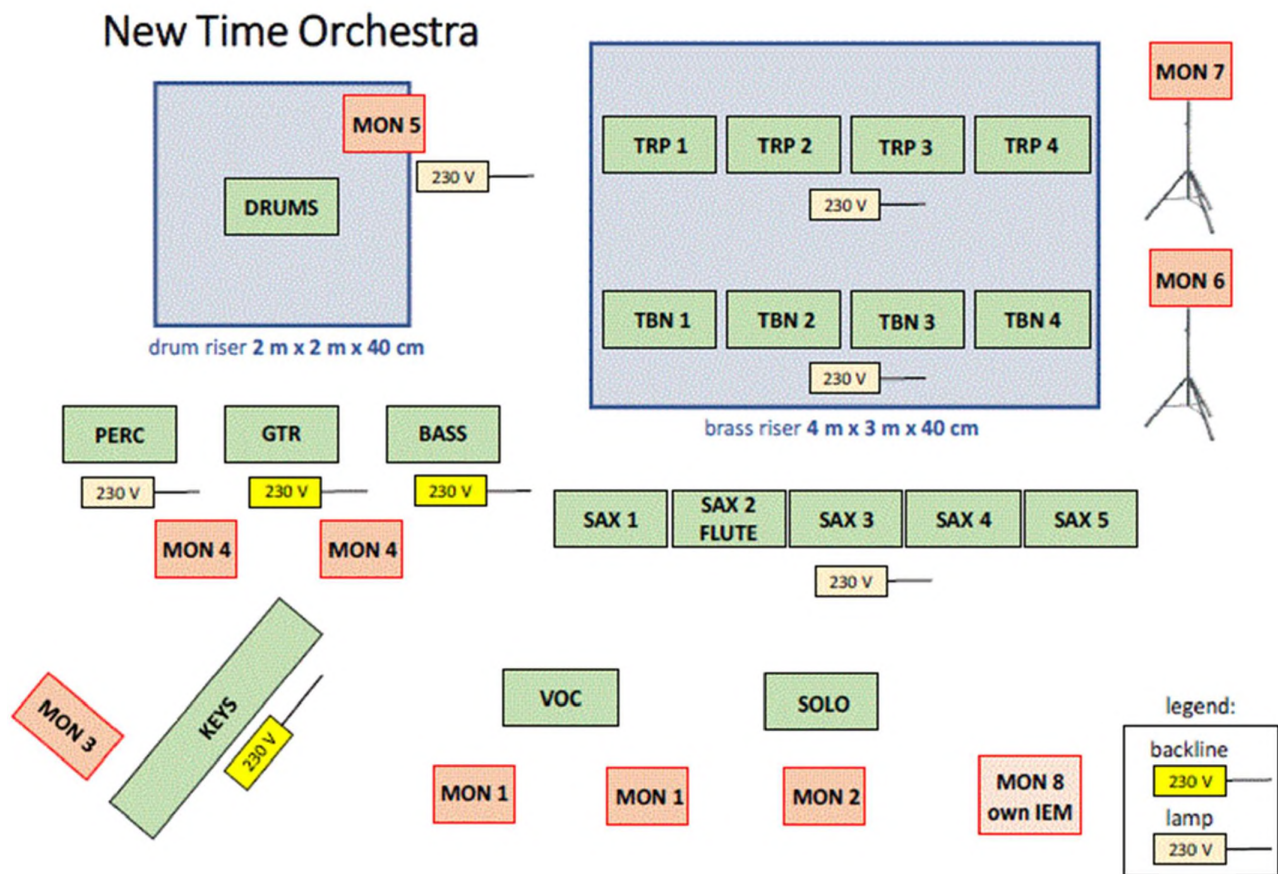 New Time Orchestra
MON 5
230 V
DRUMS
drum riser 2 m x 2 m x 40 cm
TRP 1
TRP 2
TRP 3
TRP 4
230 V
TBN 1
TBN 2
TBN 3
TBN 4
230 V
brass riser 4 m x 3 m x 40 cm
MON 7
MON 6
PERC
GTR
BASS
230 V
230 V
230 V
MON 4
MON 4
SAX 1
SAX 2
FLUTE
SAX 3
SAX 4
SAX 5
230 V
MON 3
KEYS
230 V
VOC
SOLO
MON 1
MON 1
MON 2
MON 8
own IEM
legend:
backline
230 V
lamp
230 V